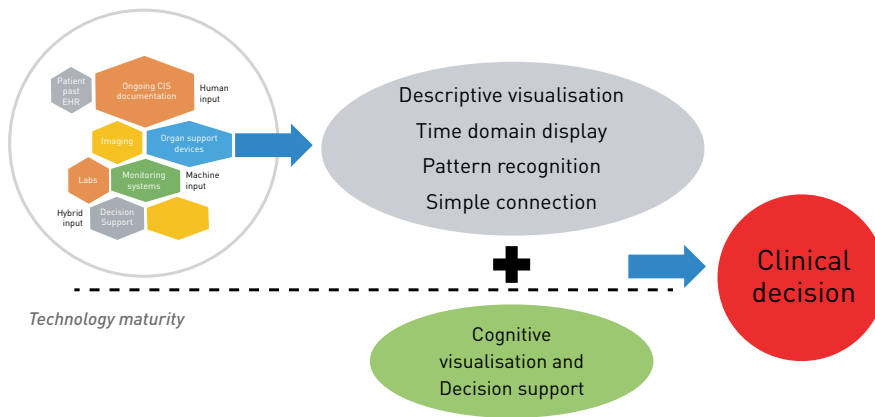 Patient
past
EHR
Ongoing CIS
documentation
Human
input
Imaging
Organ support
devices
Labs
Monitoring
systems
Machine
input
Hybrid
input
Decision
Support
Descriptive visualisation
Time domain display
Pattern recognition
Simple connection
Clinical
decision
Technology maturity
Cognitive
visualisation and
Decision support